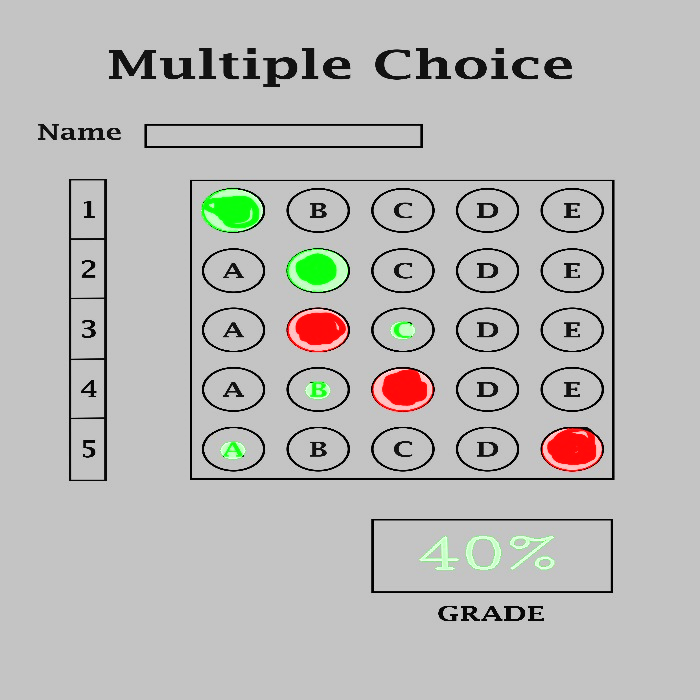 Multiple Choice
Name
1 B C D E
2 A C D E
3 A C D E
4 A B D E
5 A B C D
40%
GRADE